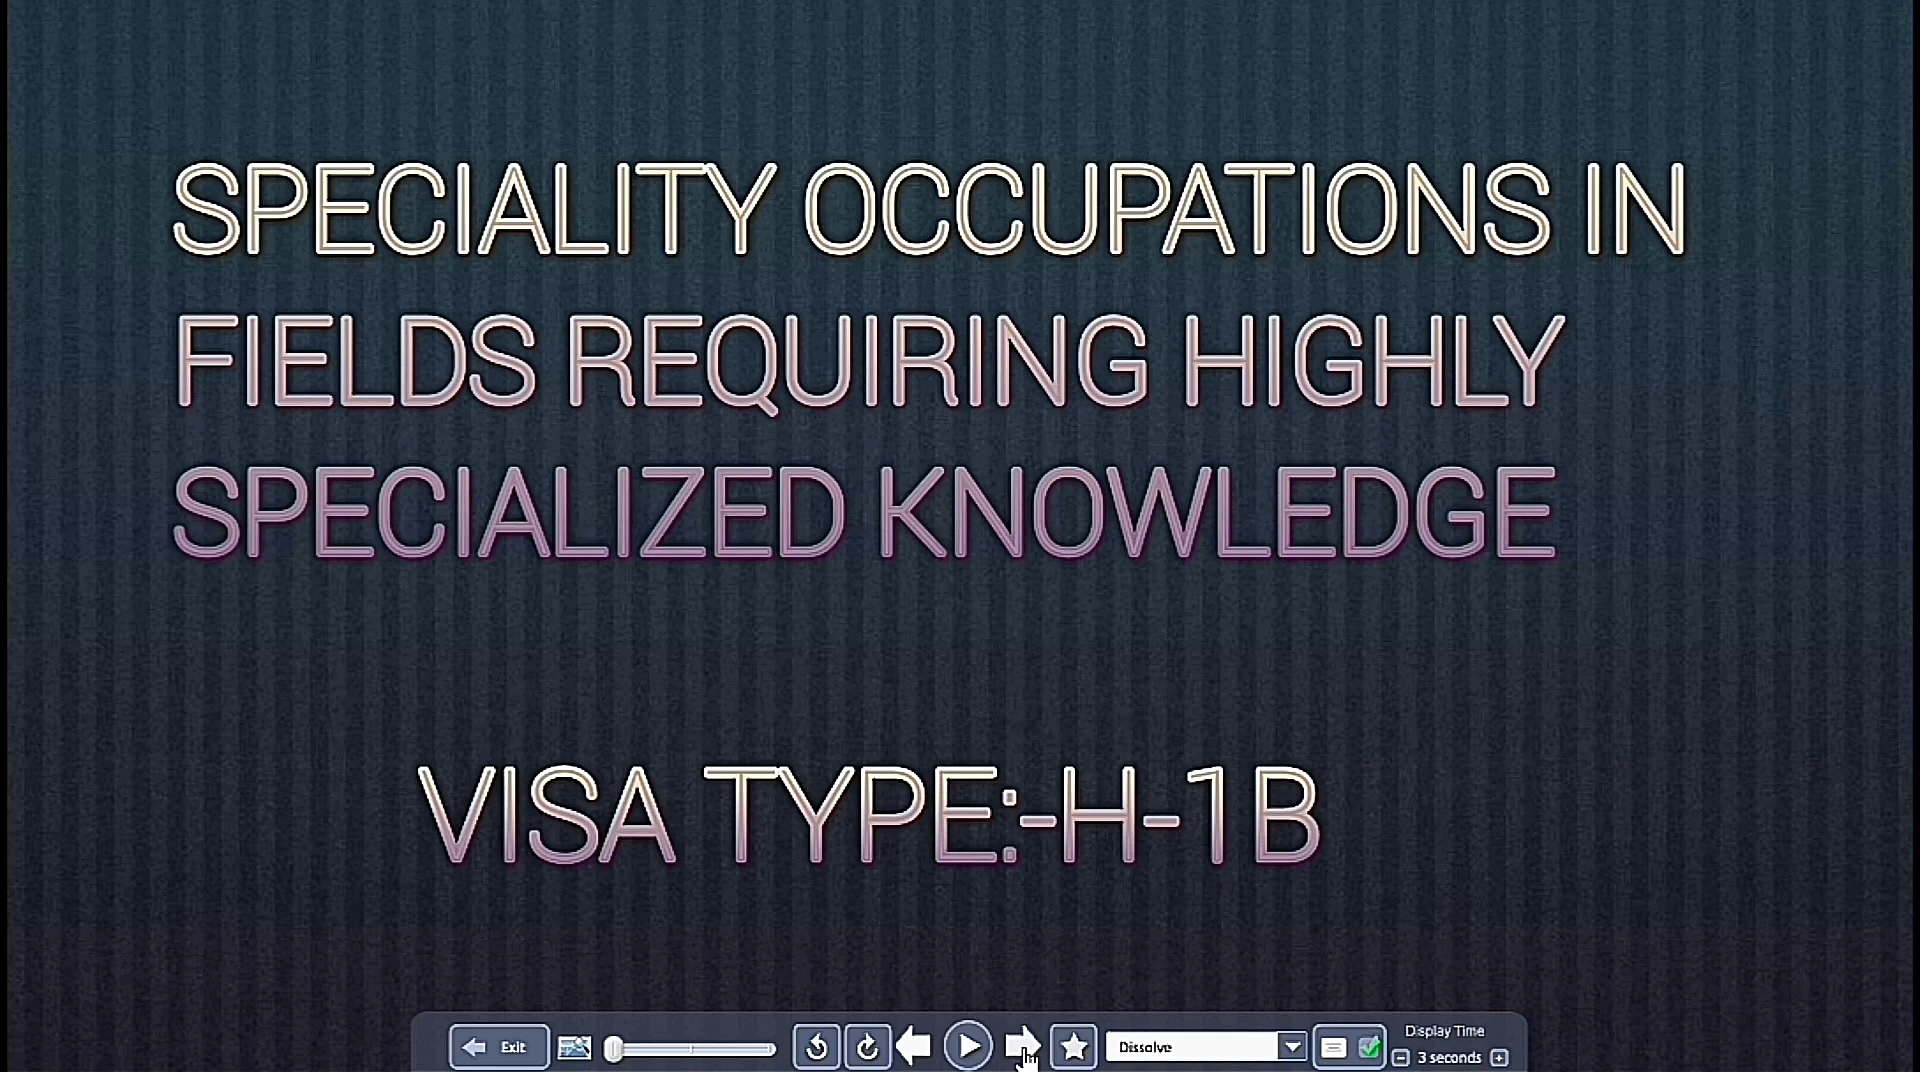 SPECIALITY OCCUPATIONS IN
FIELDS REQUIRING HIGHLY
SPECIALIZED KNOWLEDGE
VISA TYPE:-H-1B
Exit
Dissolve
Display Time
3 seconds